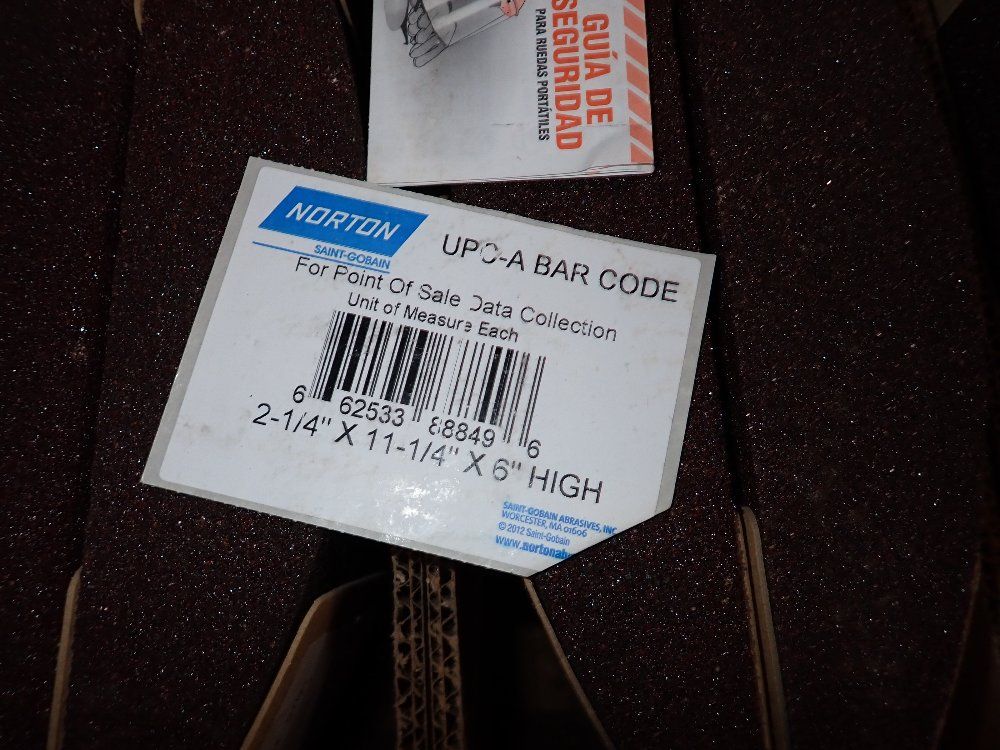 GUÍA DE
SEGURIDAD
PARA RUEDAS PORTÁTILES
NORTON
SAINT-GOBAIN
UPC-A BAR CODE
For Point Of Sale Data Collection
Unit of Measure Each
6 62533 88849 6
2-1/4" X 11-1/4" X 6" HIGH
SAINT-GOBAIN ABRASIVES, INC
WORCESTER, MA 01606
© 2012 Saint-Gobain
www.nortonab